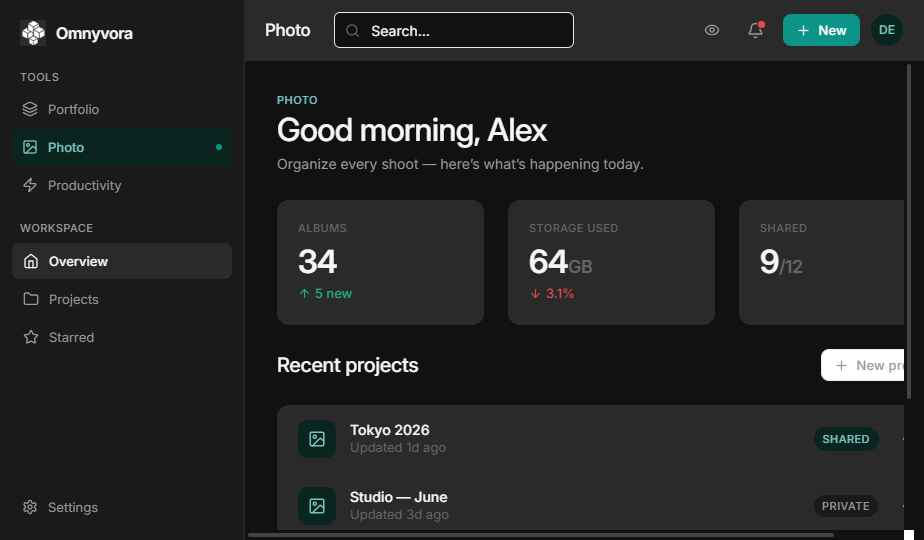 Omnyvora
Photo
Search...
New
DE
TOOLS
Portfolio
Photo
Productivity
WORKSPACE
Overview
Projects
Starred
Settings
PHOTO
Good morning, Alex
Organize every shoot — here’s what’s happening today.
ALBUMS
34
↑ 5 new
STORAGE USED
64GB
↓ 3.1%
SHARED
9/12
Recent projects
New pr
Tokyo 2026
Updated 1d ago
SHARED
Studio — June
Updated 3d ago
PRIVATE